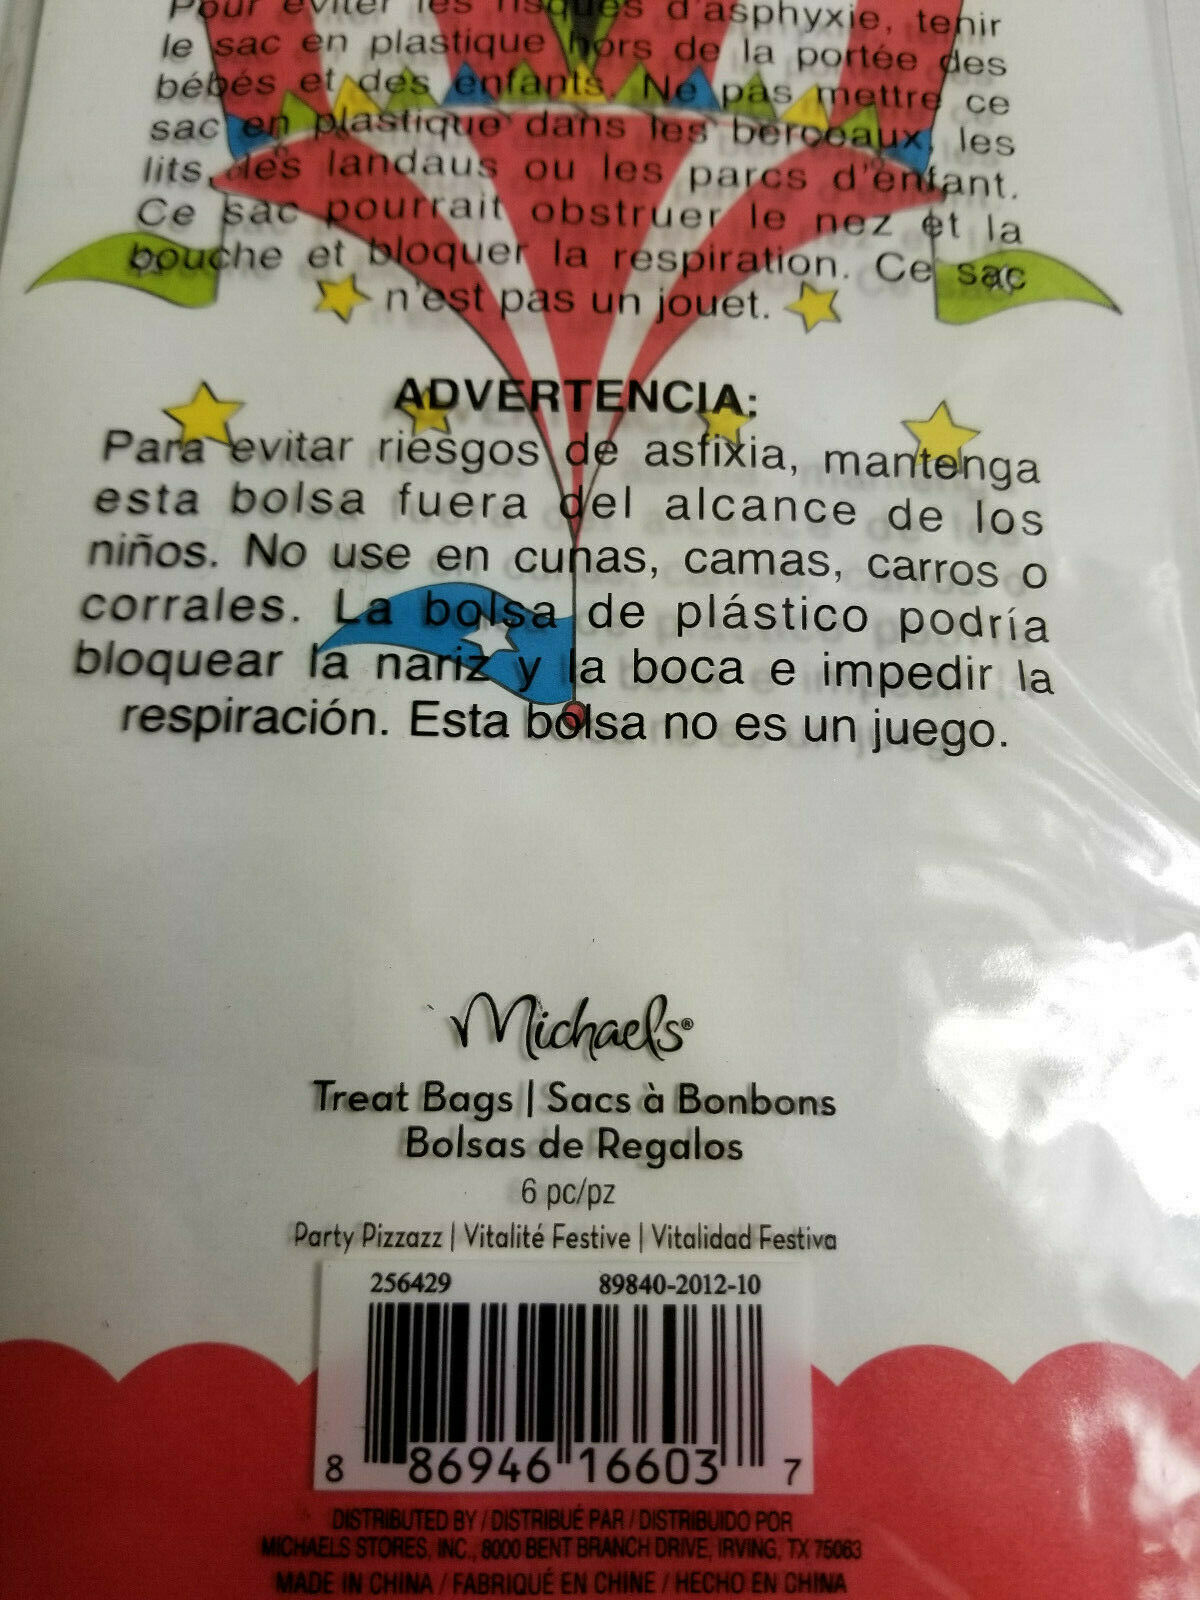 Pour éviter les risques d'asphyxie, tenir
le sac en plastique hors de la portée des
bébés et des enfants. Ne pas mettre ce
sac en plastique dans les berceaux, les
lits, les landaus ou les parcs d'enfant.
Ce sac pourrait obstruer le nez et la
bouche et bloquer la respiration. Ce sac
n'est pas un jouet.
ADVERTENCIA:
Para evitar riesgos de asfixia, mantenga
esta bolsa fuera del alcance de los
niños. No use en cunas, camas, carros o
corrales. La bolsa de plástico podría
bloquear la nariz y la boca e impedir la
respiración. Esta bolsa no es un juego.
Michaels®
Treat Bags | Sacs à Bonbons
Bolsas de Regalos
6 pc/pz
Party Pizzazz | Vitalité Festive | Vitalidad Festiva
256429 89840-2012-10
8 86946 16603 7
DISTRIBUTED BY / DISTRIBUÉ PAR / DISTRIBUIDO POR
MICHAELS STORES, INC., 8000 BENT BRANCH DRIVE, IRVING, TX 75063
MADE IN CHINA / FABRIQUÉ EN CHINE / HECHO EN CHINA